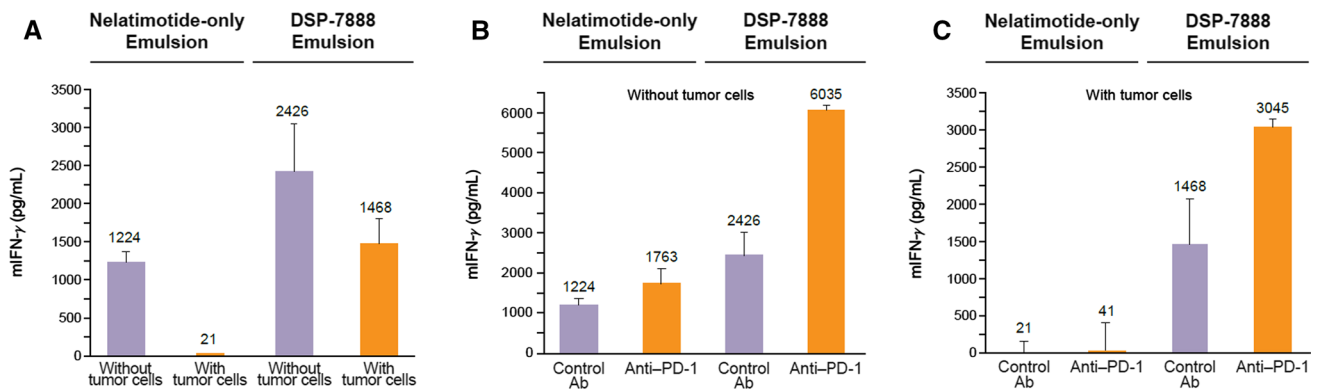 A
Nelatimotide-only
Emulsion
DSP-7888
Emulsion
mIFN-γ (pg/mL)
3500
3000
2500
2000
1500
1000
500
0
1224
21
2426
1468
Without
tumor cells
With
tumor cells
Without
tumor cells
With
tumor cells
B
Nelatimotide-only
Emulsion
DSP-7888
Emulsion
Without tumor cells
mIFN-γ (pg/mL)
6000
5000
4000
3000
2000
1000
0
1224
1763
2426
6035
Control
Ab
Anti–PD-1
Control
Ab
Anti–PD-1
C
Nelatimotide-only
Emulsion
DSP-7888
Emulsion
With tumor cells
mIFN-γ (pg/mL)
3500
3000
2500
2000
1500
1000
500
0
21
41
1468
3045
Control
Ab
Anti–PD-1
Control
Ab
Anti–PD-1